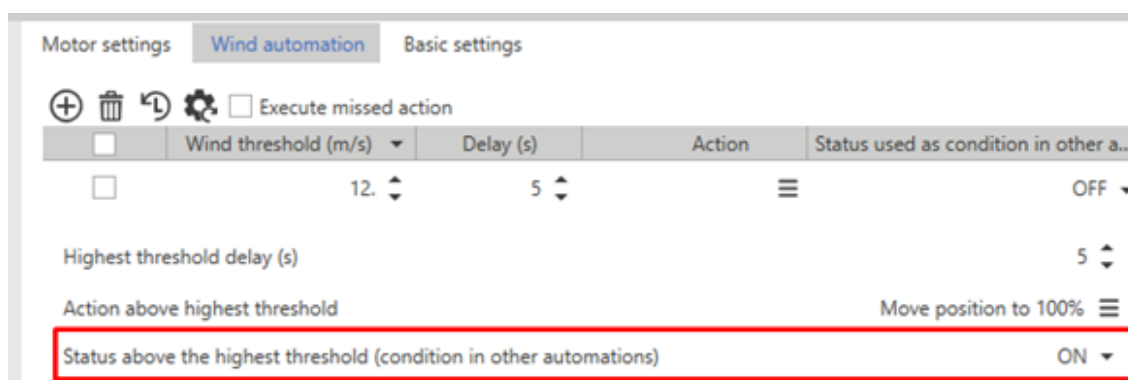 Motor settings Wind automation Basic settings
Execute missed action
Wind threshold (m/s) Delay (s) Action Status used as condition in other a..
12. 5 OFF
Highest threshold delay (s) 5
Action above highest threshold Move position to 100%
Status above the highest threshold (condition in other automations) ON